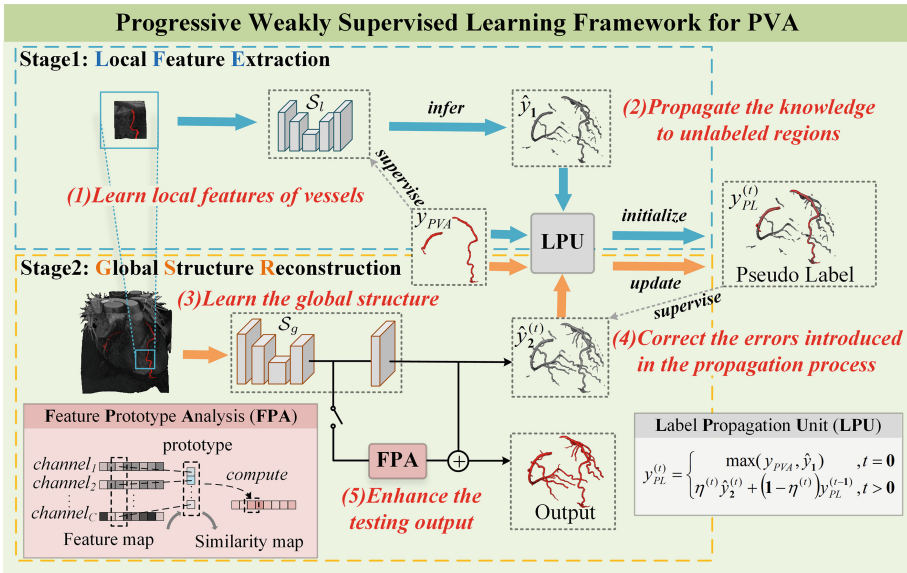 Progressive Weakly Supervised Learning Framework for PVA
Stage1: Local Feature Extraction
S_l
infer
ŷ_1
(2)Propagate the knowledge
to unlabeled regions
(1)Learn local features of vessels
supervise
y_PVA
LPU
initialize
y_PL^(t)
Pseudo Label
update
supervise
Stage2: Global Structure Reconstruction
(3)Learn the global structure
S_g
ŷ_2^(t)
(4)Correct the errors introduced
in the propagation process
Feature Prototype Analysis (FPA)
prototype
channel_1
channel_2
compute
channel_C
Feature map
Similarity map
FPA
(5)Enhance the
testing output
Output
Label Propagation Unit (LPU)
y_PL^(t) = { max(y_PVA, ŷ_1) ,t = 0
η^(t) ŷ_2^(t) + (1−η^(t)) y_PL^(t-1) ,t > 0